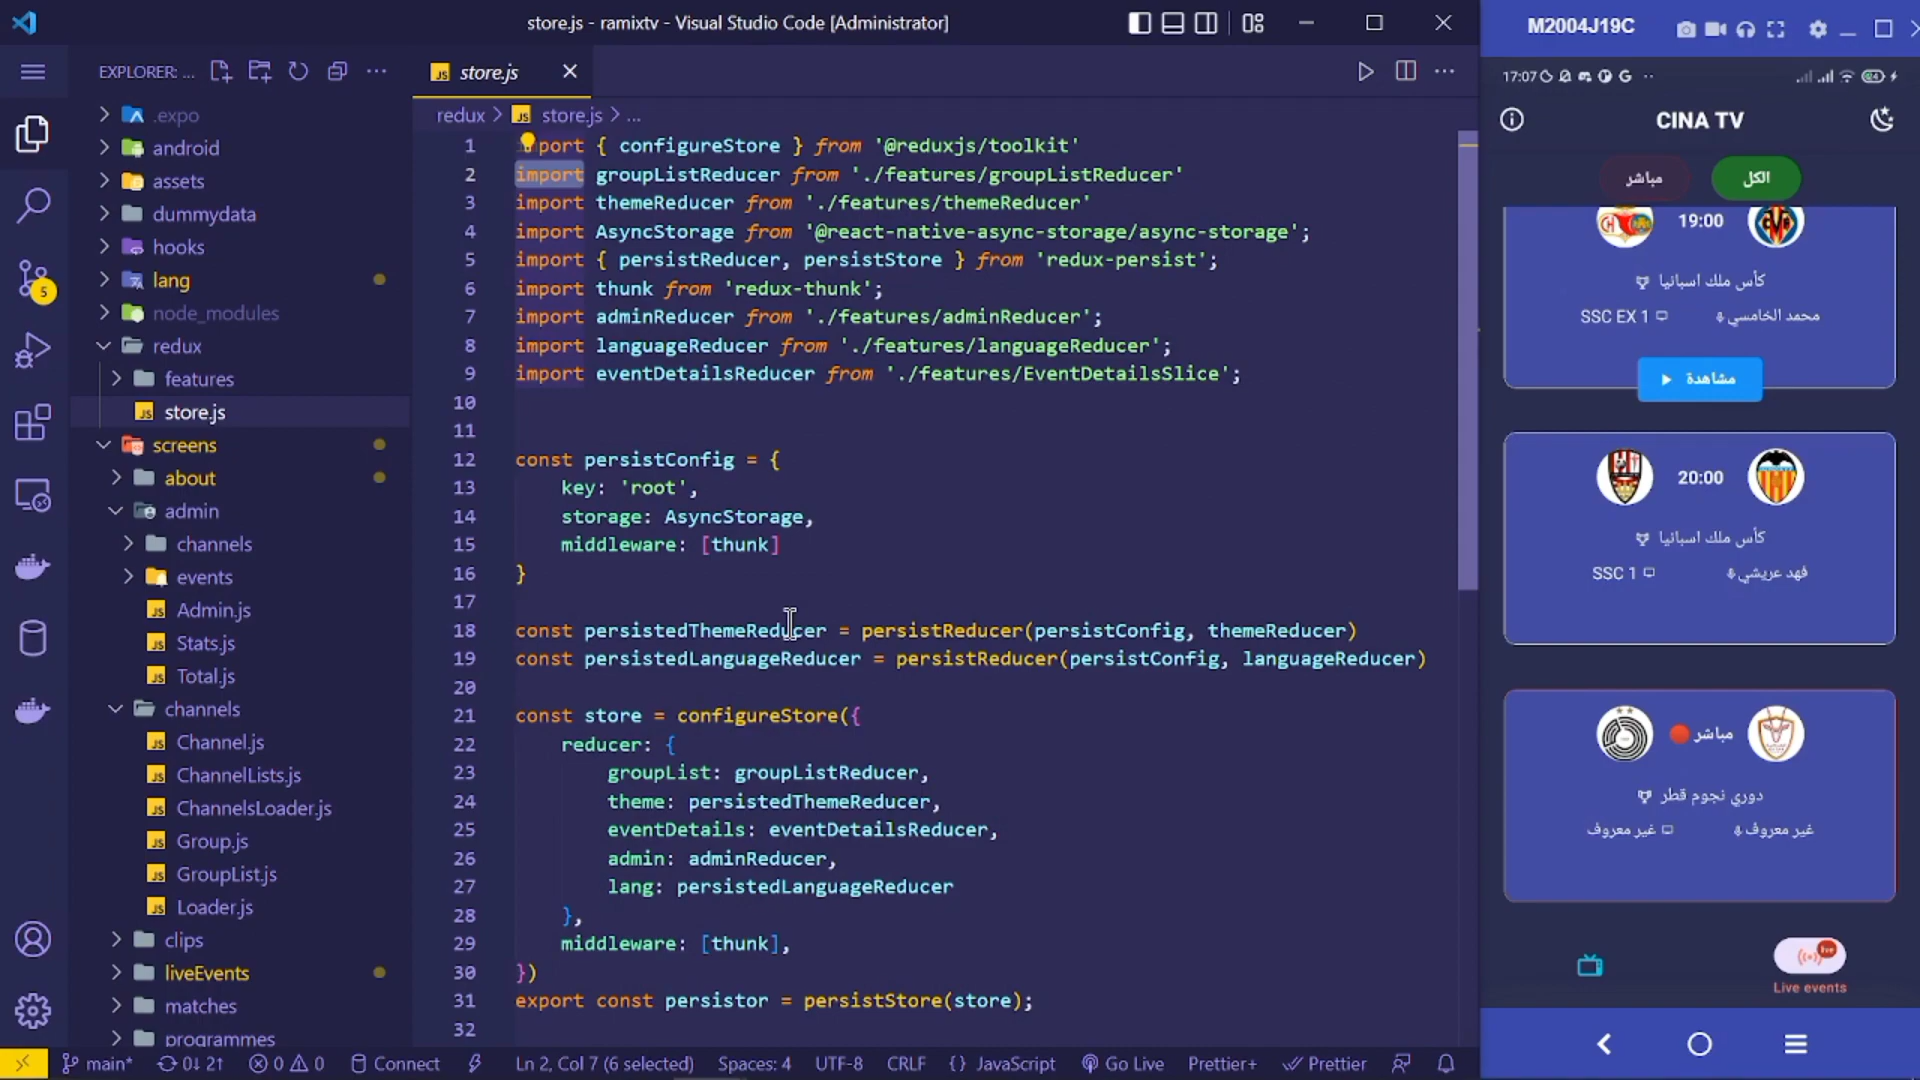 store.js - ramixtv - Visual Studio Code [Administrator]
EXPLORER: ...
.expo
android
assets
dummydata
hooks
lang
node_modules
redux
features
store.js
screens
about
admin
channels
events
Admin.js
Stats.js
Total.js
channels
Channel.js
ChannelLists.js
ChannelsLoader.js
Group.js
GroupList.js
Loader.js
clips
liveEvents
matches
programmes
5
store.js
redux > store.js > ...
1 import { configureStore } from '@reduxjs/toolkit'
2 import groupListReducer from './features/groupListReducer'
3 import themeReducer from './features/themeReducer'
4 import AsyncStorage from '@react-native-async-storage/async-storage';
5 import { persistReducer, persistStore } from 'redux-persist';
6 import thunk from 'redux-thunk';
7 import adminReducer from './features/adminReducer';
8 import languageReducer from './features/languageReducer';
9 import eventDetailsReducer from './features/EventDetailsSlice';
10
11
12 const persistConfig = {
13 key: 'root',
14 storage: AsyncStorage,
15 middleware: [thunk]
16 }
17
18 const persistedThemeReducer = persistReducer(persistConfig, themeReducer)
19 const persistedLanguageReducer = persistReducer(persistConfig, languageReducer)
20
21 const store = configureStore({
22 reducer: {
23 groupList: groupListReducer,
24 theme: persistedThemeReducer,
25 eventDetails: eventDetailsReducer,
26 admin: adminReducer,
27 lang: persistedLanguageReducer
28 },
29 middleware: [thunk],
30 })
31 export const persistor = persistStore(store);
32
main* 0↓ 2↑ 0 0 Connect Ln 2, Col 7 (6 selected) Spaces: 4 UTF-8 CRLF {} JavaScript Go Live Prettier+ Prettier
M2004J19C
17:07
CINA TV
الكل
مباشر
19:00
كأس ملك اسبانيا
محمد الخامسي
SSC EX 1
مشاهدة
20:00
كأس ملك اسبانيا
فهد عريشي
SSC 1
مباشر
دوري نجوم قطر
غير معروف
غير معروف
live
Live events